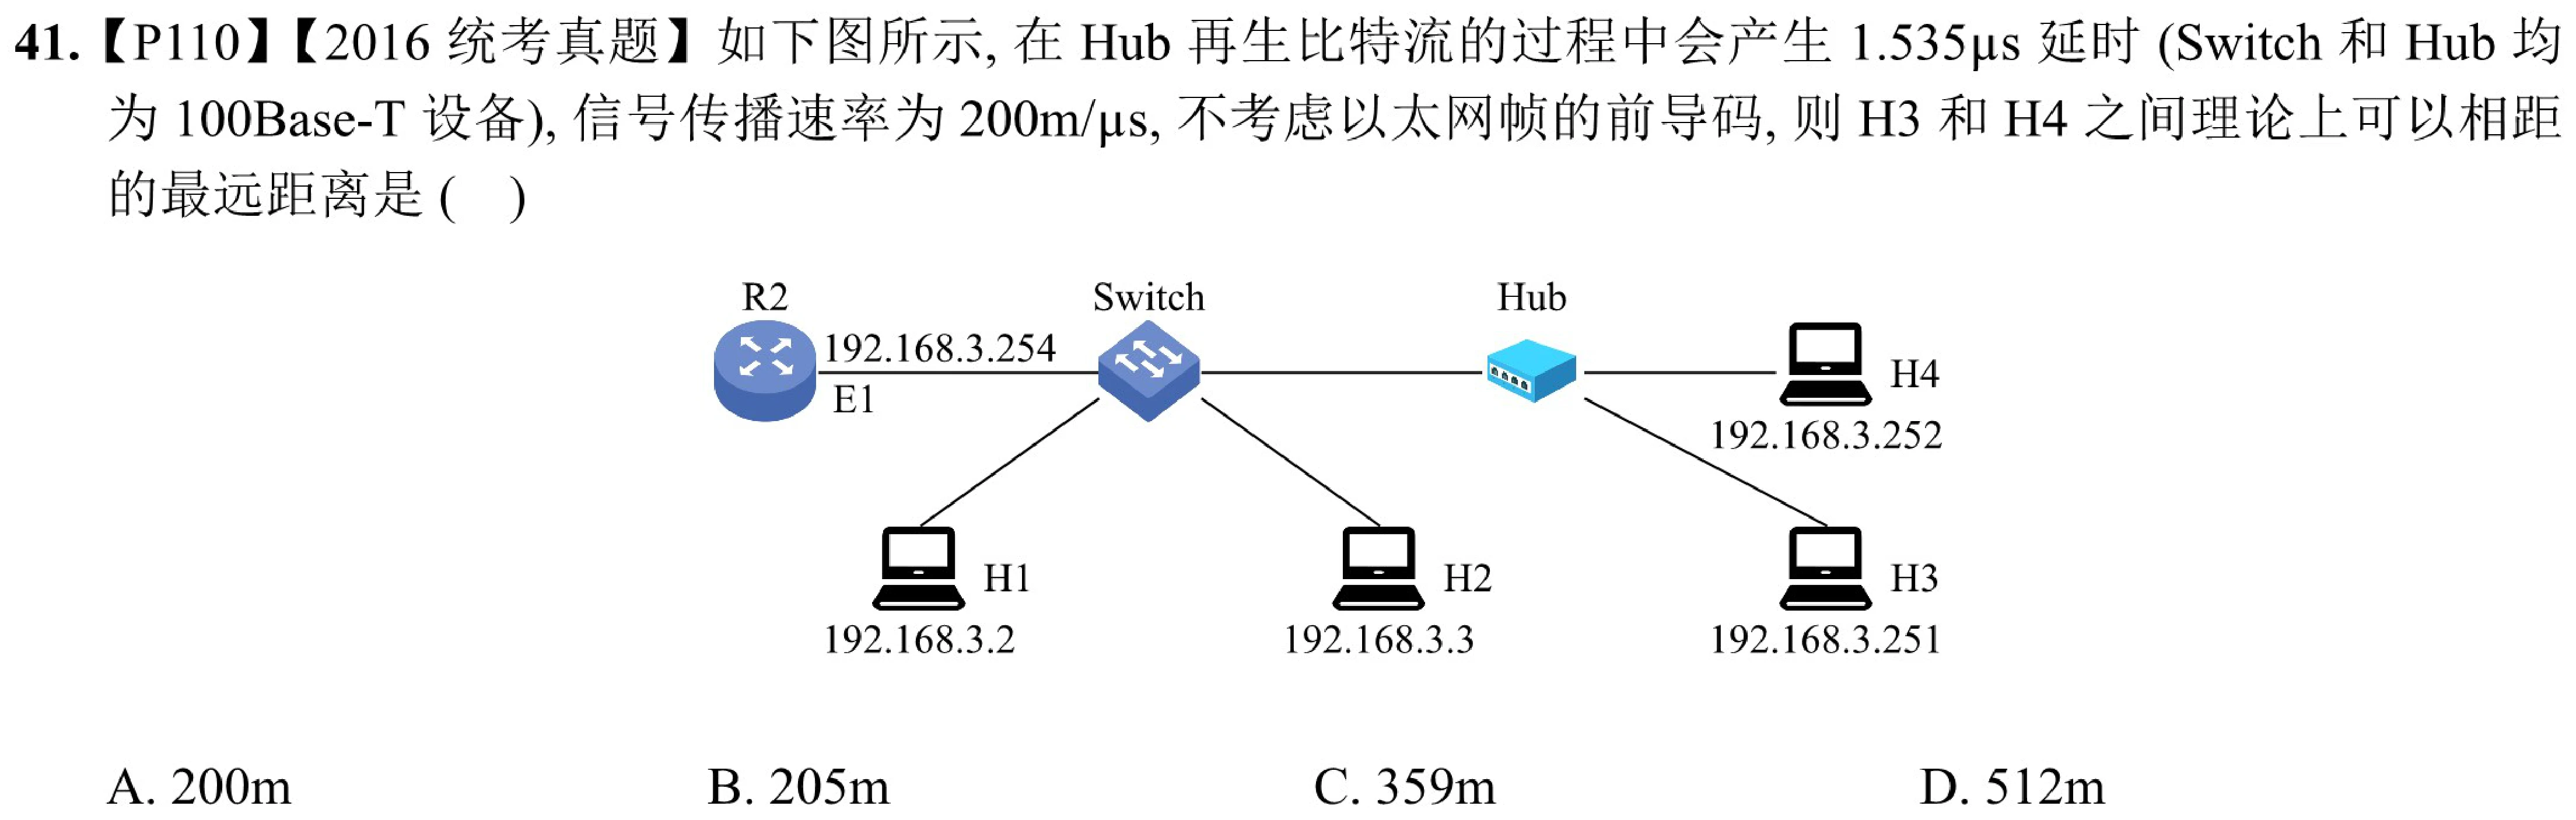 41.【P110】【2016 统考真题】如下图所示, 在 Hub 再生比特流的过程中会产生 1.535μs 延时 (Switch 和 Hub 均
为 100Base-T 设备), 信号传播速率为 200m/μs, 不考虑以太网帧的前导码, 则 H3 和 H4 之间理论上可以相距
的最远距离是 ( )
R2 Switch Hub
192.168.3.254
E1
H4
192.168.3.252
H1 H2 H3
192.168.3.2 192.168.3.3 192.168.3.251
A. 200m B. 205m C. 359m D. 512m